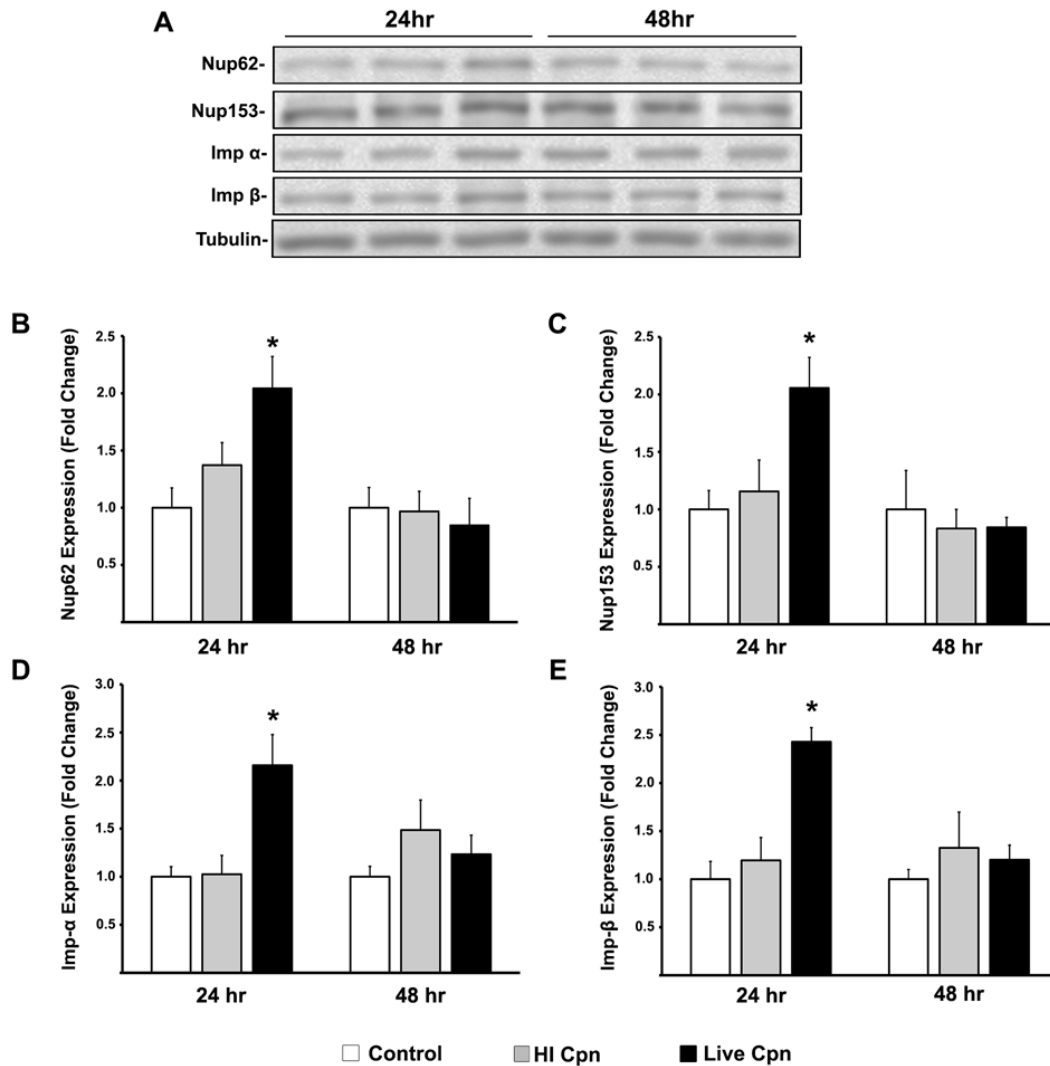 A
24hr 48hr
Nup62-
Nup153-
Imp α-
Imp β-
Tubulin-
B
Nup62 Expression (Fold Change)
2.5
2.0
1.5
1.0
0.5
*
24 hr 48 hr
C
Nup153 Expression (Fold Change)
2.5
2.0
1.5
1.0
0.5
*
24 hr 48 hr
D
Imp-α Expression (Fold Change)
3.0
2.5
2.0
1.5
1.0
0.5
*
24 hr 48 hr
E
Imp-β Expression (Fold Change)
3.0
2.5
2.0
1.5
1.0
0.5
*
24 hr 48 hr
Control HI Cpn Live Cpn